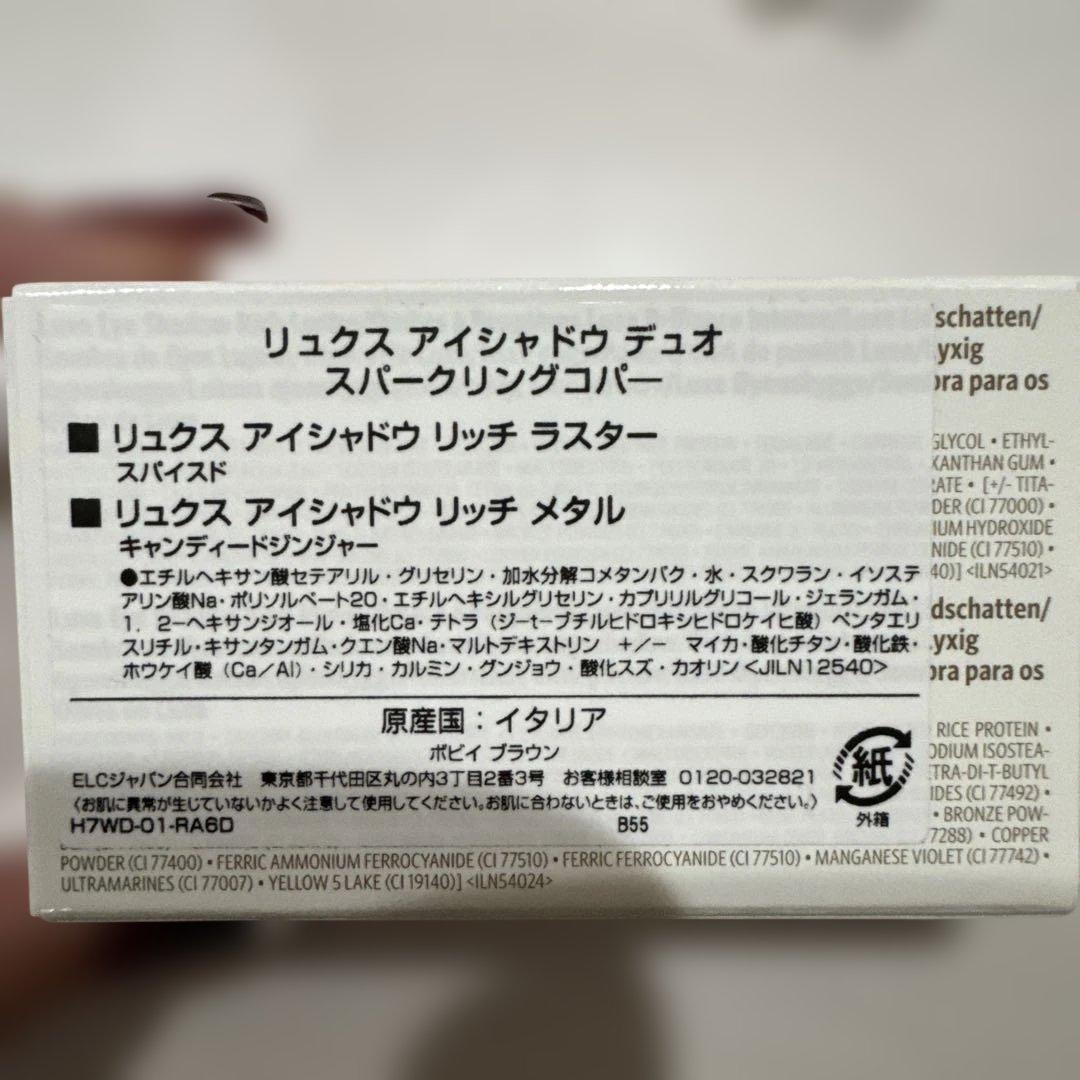 リュクス アイシャドウ デュオ
スパークリングコパー
■ リュクス アイシャドウ リッチ ラスター
スパイスド
■ リュクス アイシャドウ リッチ メタル
キャンディードジンジャー
●エチルヘキサン酸セテアリル・グリセリン・加水分解コメタンパク・水・スクワラン・イソステ
アリン酸Na・ポリソルベート20・エチルヘキシルグリセリン・カプリリルグリコール・ジェランガム・
1，2－ヘキサンジオール・塩化Ca・テトラ（ジ-t-ブチルヒドロキシヒドロケイヒ酸）ペンタエリ
スリチル・キサンタンガム・クエン酸Na・マルトデキストリン　+/－　マイカ・酸化チタン・酸化鉄・
ホウケイ酸（Ca／Al）・シリカ・カルミン・グンジョウ・酸化スズ・カオリン<JILN12540>
原産国：イタリア
ボビイ ブラウン
ELCジャパン合同会社　東京都千代田区丸の内3丁目2番3号　お客様相談室　0120-032821
〈お肌に異常が生じていないかよく注意して使用してください。お肌に合わないときは、ご使用をおやめください。〉
H7WD-01-RA6D B55
紙
外箱
schatten/
yxig
ora para os
GLYCOL • ETHYL-
XANTHAN GUM •
RATE • [+/- TITA-
DER (CI 77000) •
IUM HYDROXIDE
NIDE (CI 77510) •
40)] <ILN54021>
dschatten/
yxig
ora para os
RICE PROTEIN •
ODIUM ISOSTEA-
ETRA-DI-T-BUTYL
IDES (CI 77492) •
• BRONZE POW-
7288) • COPPER
POWDER (CI 77400) • FERRIC AMMONIUM FERROCYANIDE (CI 77510) • FERRIC FERROCYANIDE (CI 77510) • MANGANESE VIOLET (CI 77742) •
ULTRAMARINES (CI 77007) • YELLOW 5 LAKE (CI 19140)] <ILN54024>